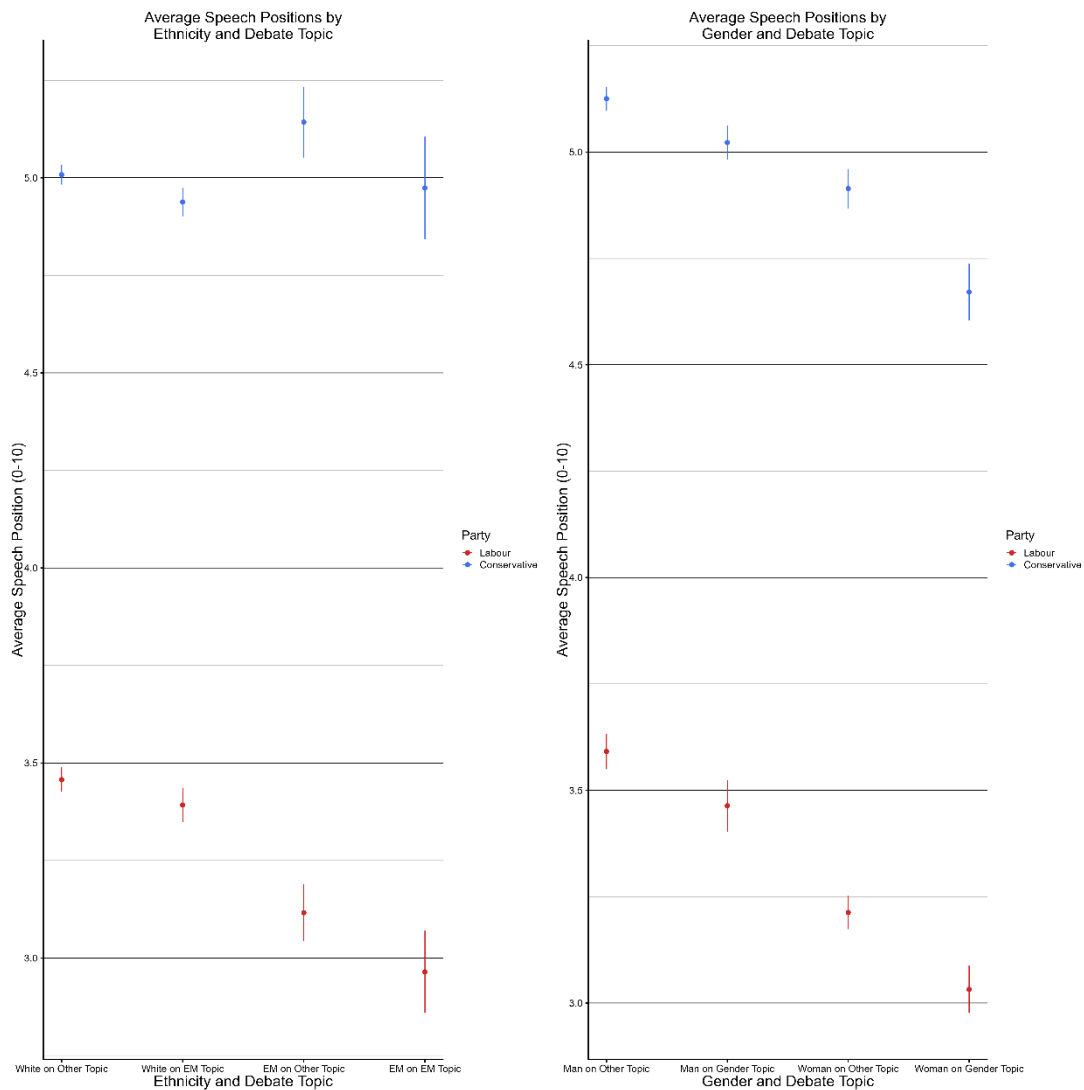 Average Speech Positions by
Ethnicity and Debate Topic
Average Speech Position (0-10)
5.0
4.5
4.0
3.5
3.0
White on Other Topic
White on EM Topic
EM on Other Topic
EM on EM Topic
Ethnicity and Debate Topic
Party
Labour
Conservative
Average Speech Positions by
Gender and Debate Topic
Average Speech Position (0-10)
5.0
4.5
4.0
3.5
3.0
Man on Other Topic
Man on Gender Topic
Woman on Other Topic
Woman on Gender Topic
Gender and Debate Topic
Party
Labour
Conservative